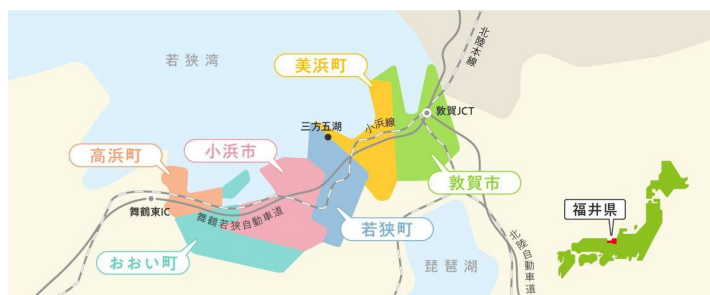 若狭湾
美浜町
北陸本線
三方五湖
小浜線
敦賀JCT
高浜町
小浜市
敦賀市
舞鶴東IC
舞鶴若狭自動車道
若狭町
おおい町
琵琶湖
北陸自動車道
福井県